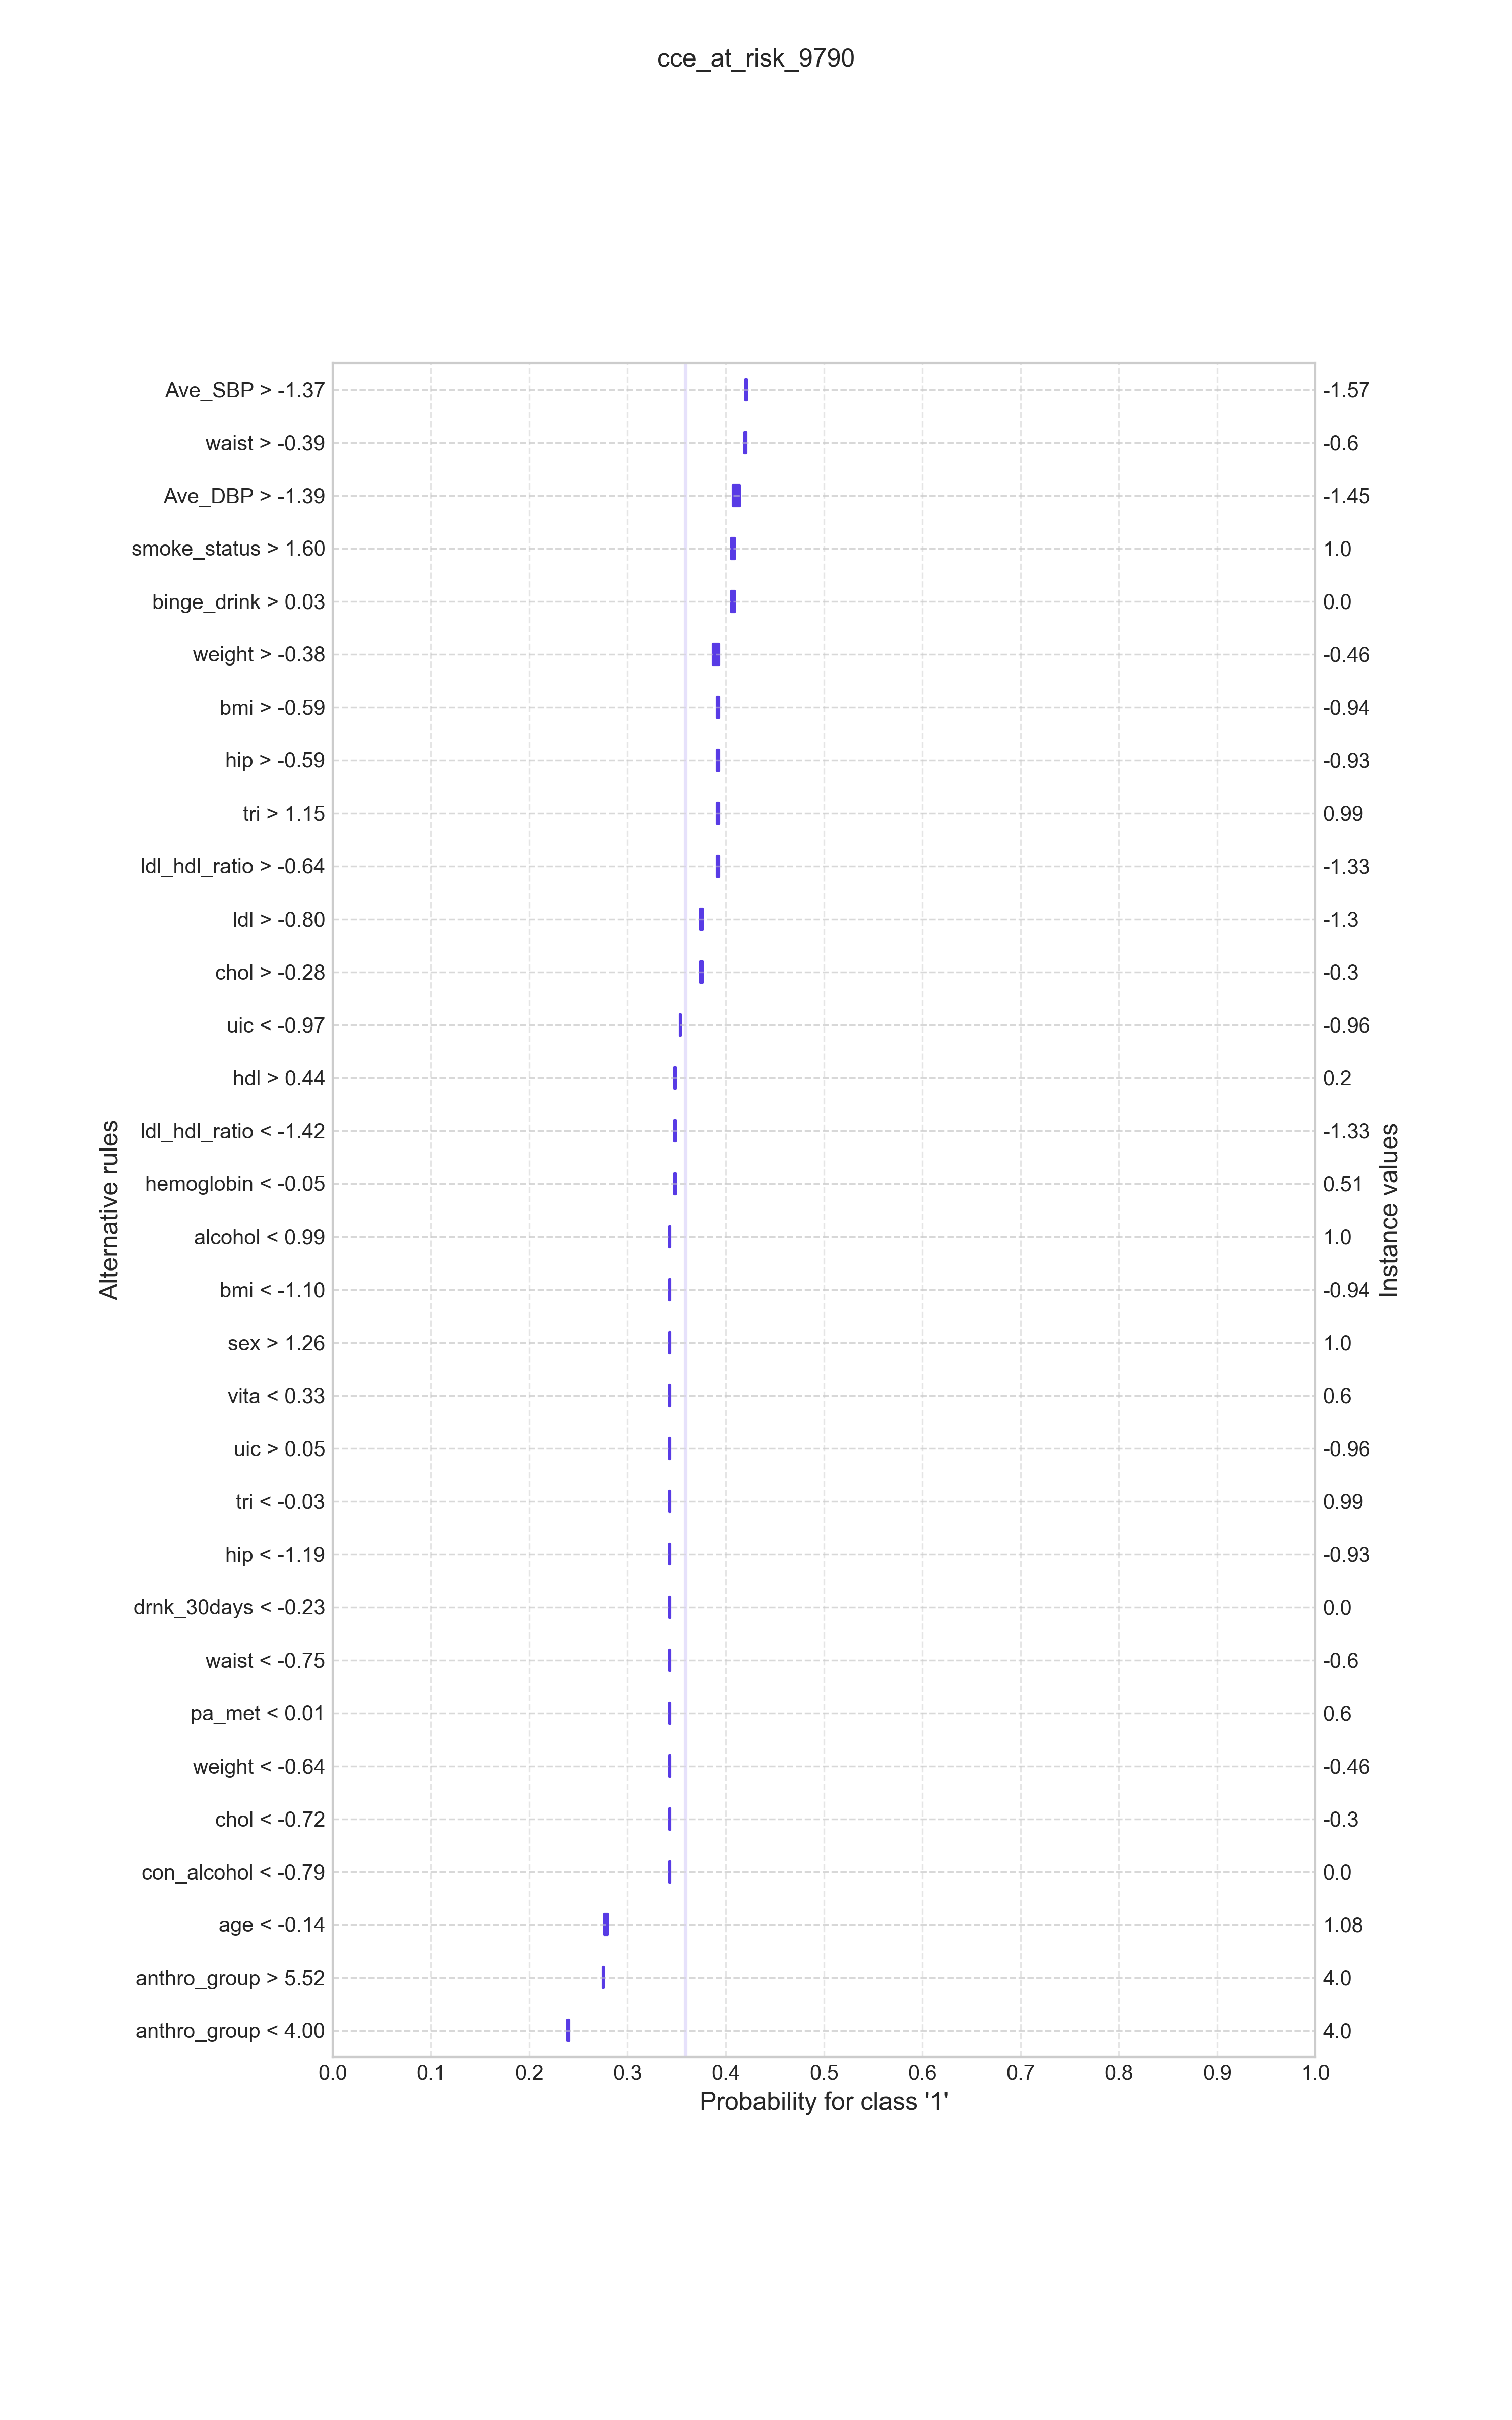 cce_at_risk_9790
Ave_SBP > -1.37 -1.57
waist > -0.39 -0.6
Ave_DBP > -1.39 -1.45
smoke_status > 1.60 1.0
binge_drink > 0.03 0.0
weight > -0.38 -0.46
bmi > -0.59 -0.94
hip > -0.59 -0.93
tri > 1.15 0.99
ldl_hdl_ratio > -0.64 -1.33
ldl > -0.80 -1.3
chol > -0.28 -0.3
uic < -0.97 -0.96
hdl > 0.44 0.2
ldl_hdl_ratio < -1.42 -1.33
hemoglobin < -0.05 0.51
alcohol < 0.99 1.0
bmi < -1.10 -0.94
sex > 1.26 1.0
vita < 0.33 0.6
uic > 0.05 -0.96
tri < -0.03 0.99
hip < -1.19 -0.93
drnk_30days < -0.23 0.0
waist < -0.75 -0.6
pa_met < 0.01 0.6
weight < -0.64 -0.46
chol < -0.72 -0.3
con_alcohol < -0.79 0.0
age < -0.14 1.08
anthro_group > 5.52 4.0
anthro_group < 4.00 4.0
Alternative rules
Instance values
0.0 0.1 0.2 0.3 0.4 0.5 0.6 0.7 0.8 0.9 1.0
Probability for class '1'